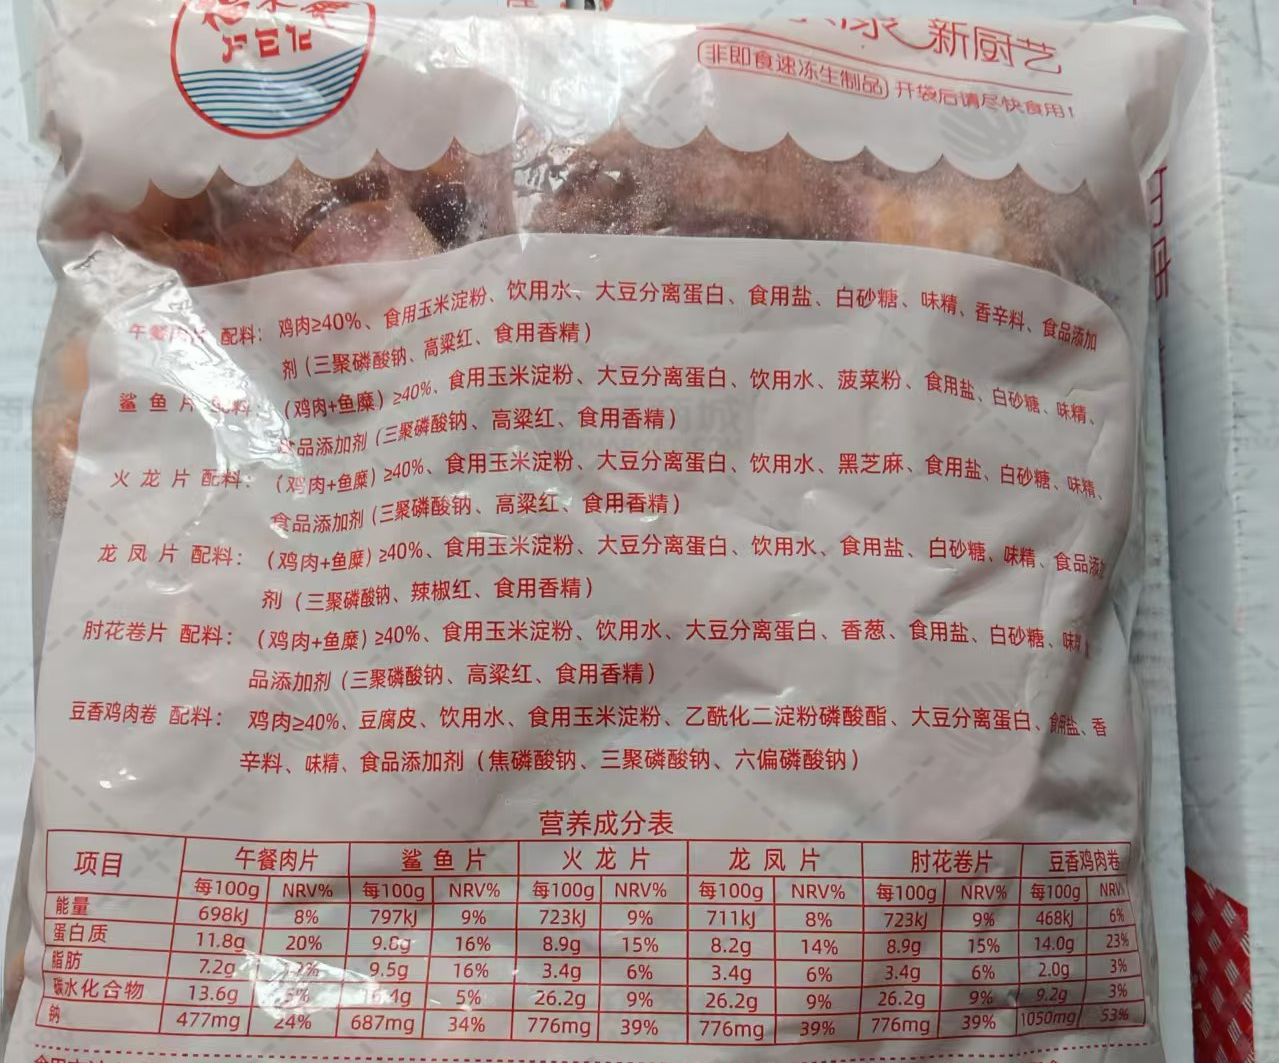 新厨艺
非即食速冻生制品 开袋后请尽快食用!
午餐肉片 配料: 鸡肉≥40%、食用玉米淀粉、饮用水、大豆分离蛋白、食用盐、白砂糖、味精、香辛料、食品添加
剂(三聚磷酸钠、高粱红、食用香精)
鲨鱼片 配料: (鸡肉+鱼糜)≥40%、食用玉米淀粉、大豆分离蛋白、饮用水、菠菜粉、食用盐、白砂糖、味精、
食品添加剂(三聚磷酸钠、高粱红、食用香精)
火龙片 配料: (鸡肉+鱼糜)≥40%、食用玉米淀粉、大豆分离蛋白、饮用水、黑芝麻、食用盐、白砂糖、味精、
食品添加剂(三聚磷酸钠、高粱红、食用香精)
龙凤片 配料: (鸡肉+鱼糜)≥40%、食用玉米淀粉、大豆分离蛋白、饮用水、食用盐、白砂糖、味精、食品添加
剂(三聚磷酸钠、辣椒红、食用香精)
肘花卷片 配料: (鸡肉+鱼糜)≥40%、食用玉米淀粉、饮用水、大豆分离蛋白、香葱、食用盐、白砂糖、味
品添加剂(三聚磷酸钠、高粱红、食用香精)
豆香鸡肉卷 配料: 鸡肉≥40%、豆腐皮、饮用水、食用玉米淀粉、乙酰化二淀粉磷酸酯、大豆分离蛋白、食用盐、香
辛料、味精、食品添加剂(焦磷酸钠、三聚磷酸钠、六偏磷酸钠)
营养成分表
项目 午餐肉片 鲨鱼片 火龙片 龙凤片 肘花卷片 豆香鸡肉卷
每100g NRV% 每100g NRV% 每100g NRV% 每100g NRV% 每100g NRV% 每100g NRV
能量 698kJ 8% 797kJ 9% 723kJ 9% 711kJ 8% 723kJ 9% 468kJ 6%
蛋白质 11.8g 20% 16% 8.9g 15% 8.2g 14% 8.9g 15% 14.0g 23%
脂肪 7.2g 9.5g 16% 3.4g 6% 3.4g 6% 3.4g 6% 2.0g 3%
碳水化合物 13.6g 5% 5% 26.2g 9% 26.2g 9% 26.2g 9% 9.2g 3%
钠 477mg 24% 687mg 34% 776mg 39% 776mg 39% 776mg 39% 1050mg 53%